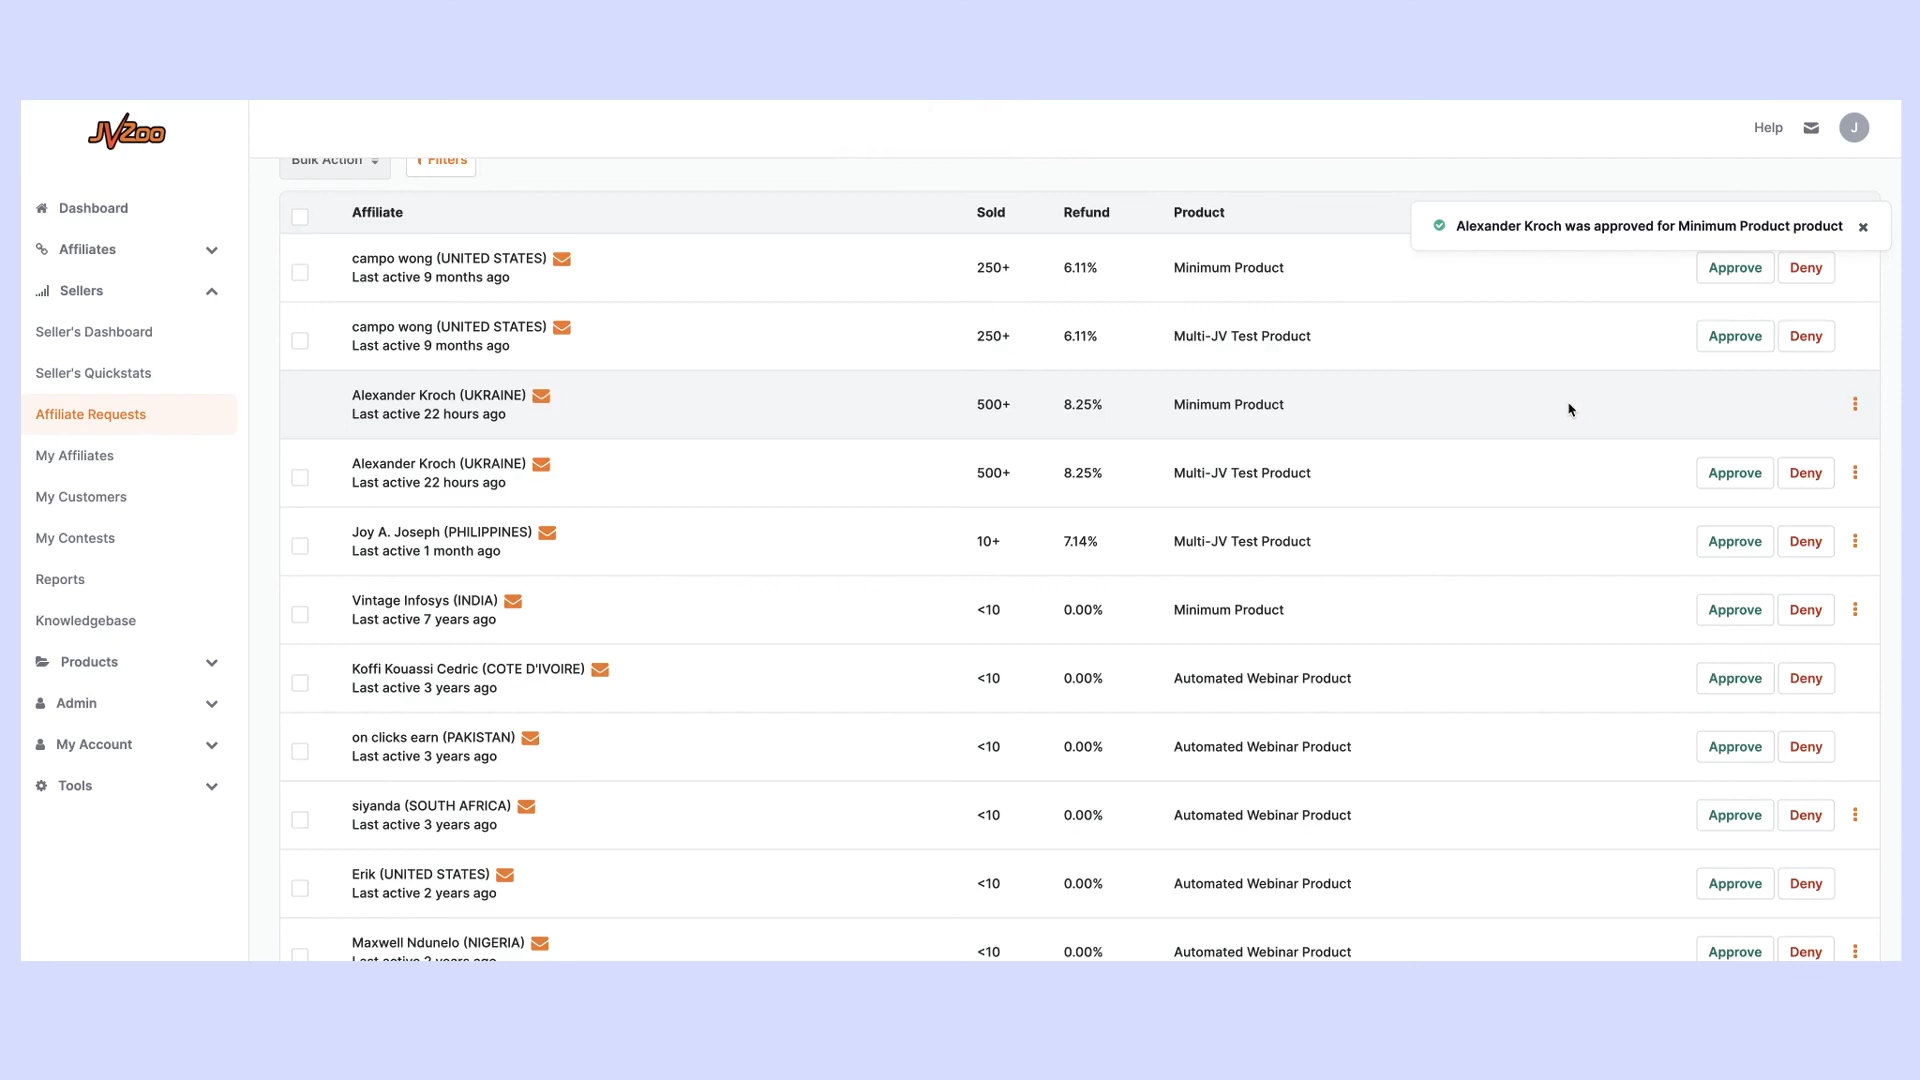 JVZoo
Help
J
Bulk Action
Filters
Dashboard
Affiliates
Sellers
Seller's Dashboard
Seller's Quickstats
Affiliate Requests
My Affiliates
My Customers
My Contests
Reports
Knowledgebase
Products
Admin
My Account
Tools
Affiliate Sold Refund Product
Alexander Kroch was approved for Minimum Product product
campo wong (UNITED STATES)
Last active 9 months ago
250+ 6.11% Minimum Product Approve Deny
campo wong (UNITED STATES)
Last active 9 months ago
250+ 6.11% Multi-JV Test Product Approve Deny
Alexander Kroch (UKRAINE)
Last active 22 hours ago
500+ 8.25% Minimum Product
Alexander Kroch (UKRAINE)
Last active 22 hours ago
500+ 8.25% Multi-JV Test Product Approve Deny
Joy A. Joseph (PHILIPPINES)
Last active 1 month ago
10+ 7.14% Multi-JV Test Product Approve Deny
Vintage Infosys (INDIA)
Last active 7 years ago
<10 0.00% Minimum Product Approve Deny
Koffi Kouassi Cedric (COTE D'IVOIRE)
Last active 3 years ago
<10 0.00% Automated Webinar Product Approve Deny
on clicks earn (PAKISTAN)
Last active 3 years ago
<10 0.00% Automated Webinar Product Approve Deny
siyanda (SOUTH AFRICA)
Last active 3 years ago
<10 0.00% Automated Webinar Product Approve Deny
Erik (UNITED STATES)
Last active 2 years ago
<10 0.00% Automated Webinar Product Approve Deny
Maxwell Ndunelo (NIGERIA)
<10 0.00% Automated Webinar Product Approve Deny